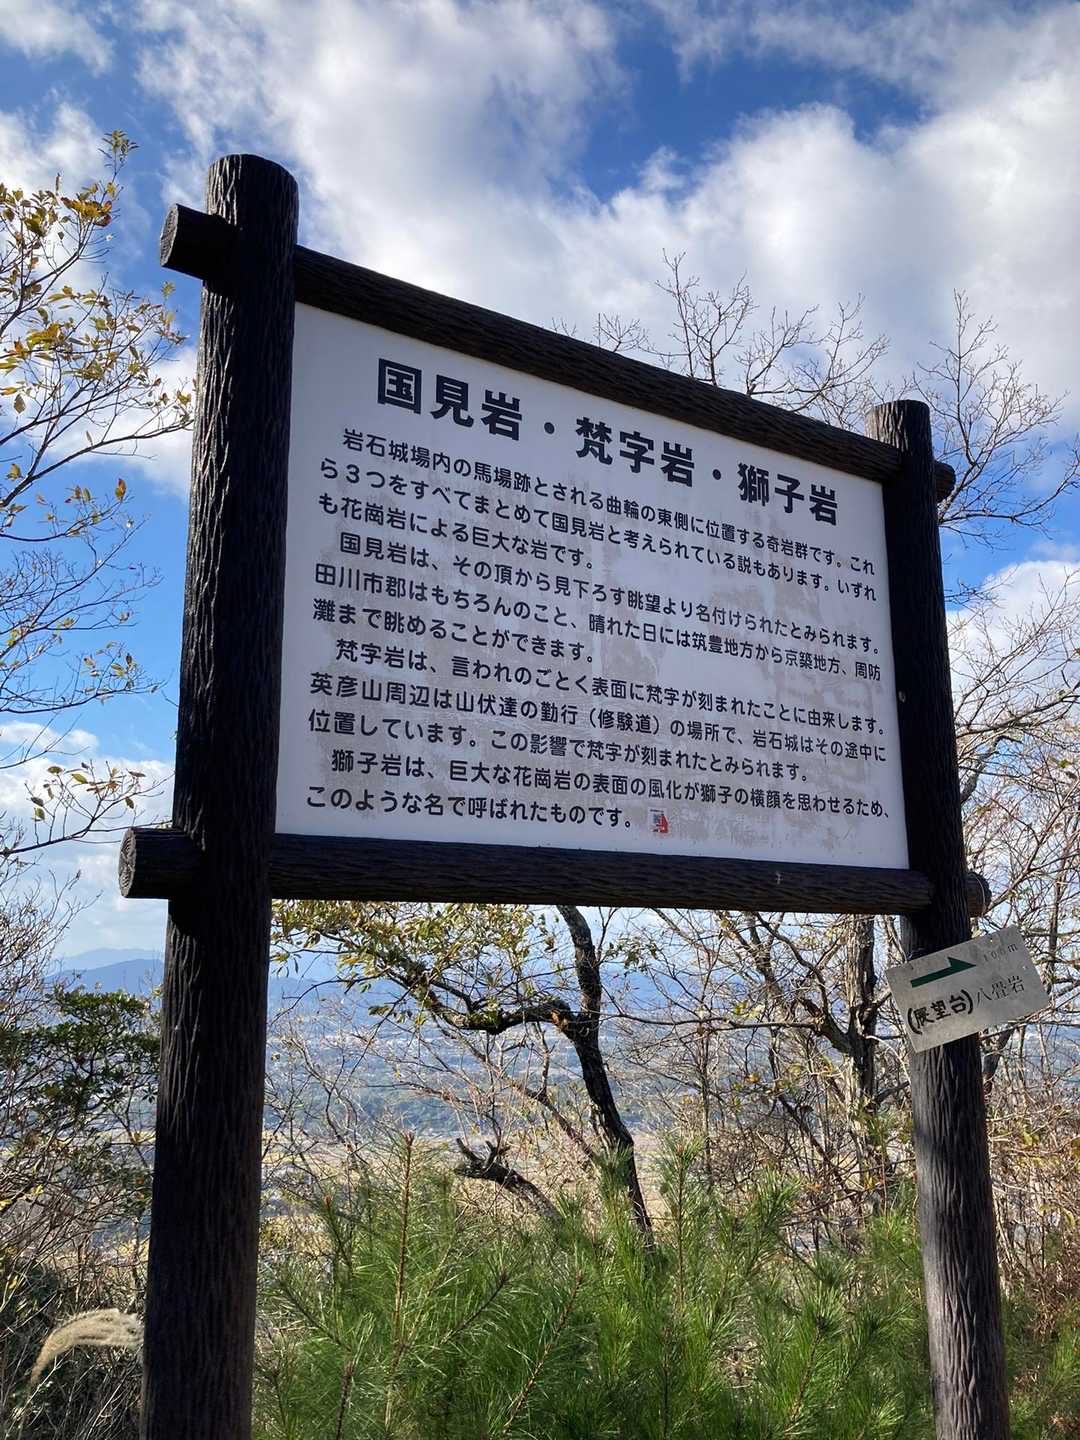 国見岩・梵字岩・獅子岩
岩石城場内の馬場跡とされる曲輪の東側に位置する奇岩群です。これ
ら３つをすべてまとめて国見岩と考えられている説もあります。いずれ
も花崗岩による巨大な岩です。
国見岩は、その頂から見下ろす眺望より名付けられたとみられます。
田川市郡はもちろんのこと、晴れた日には筑豊地方から京築地方、周防
灘まで眺めることができます。
梵字岩は、言われのごとく表面に梵字が刻まれたことに由来します。
英彦山周辺は山伏達の勤行（修験道）の場所で、岩石城はその途中に
位置しています。この影響で梵字が刻まれたとみられます。
獅子岩は、巨大な花崗岩の表面の風化が獅子の横顔を思わせるため、
このような名で呼ばれたものです。
(展望台)八畳岩